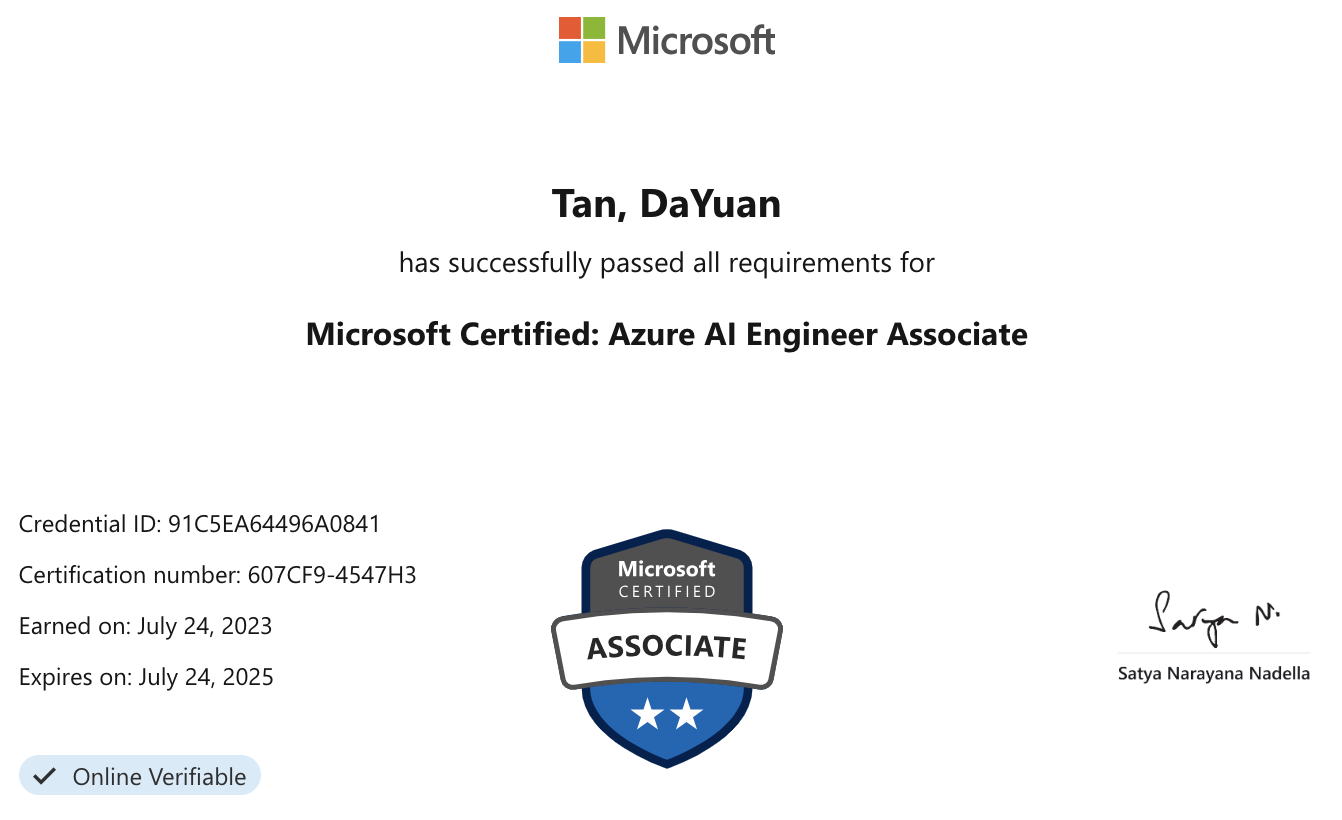 Microsoft
Tan, DaYuan
has successfully passed all requirements for
Microsoft Certified: Azure AI Engineer Associate
Credential ID: 91C5EA64496A0841
Certification number: 607CF9-4547H3
Earned on: July 24, 2023
Expires on: July 24, 2025
Online Verifiable
Microsoft
CERTIFIED
ASSOCIATE
Satya N.
Satya Narayana Nadella